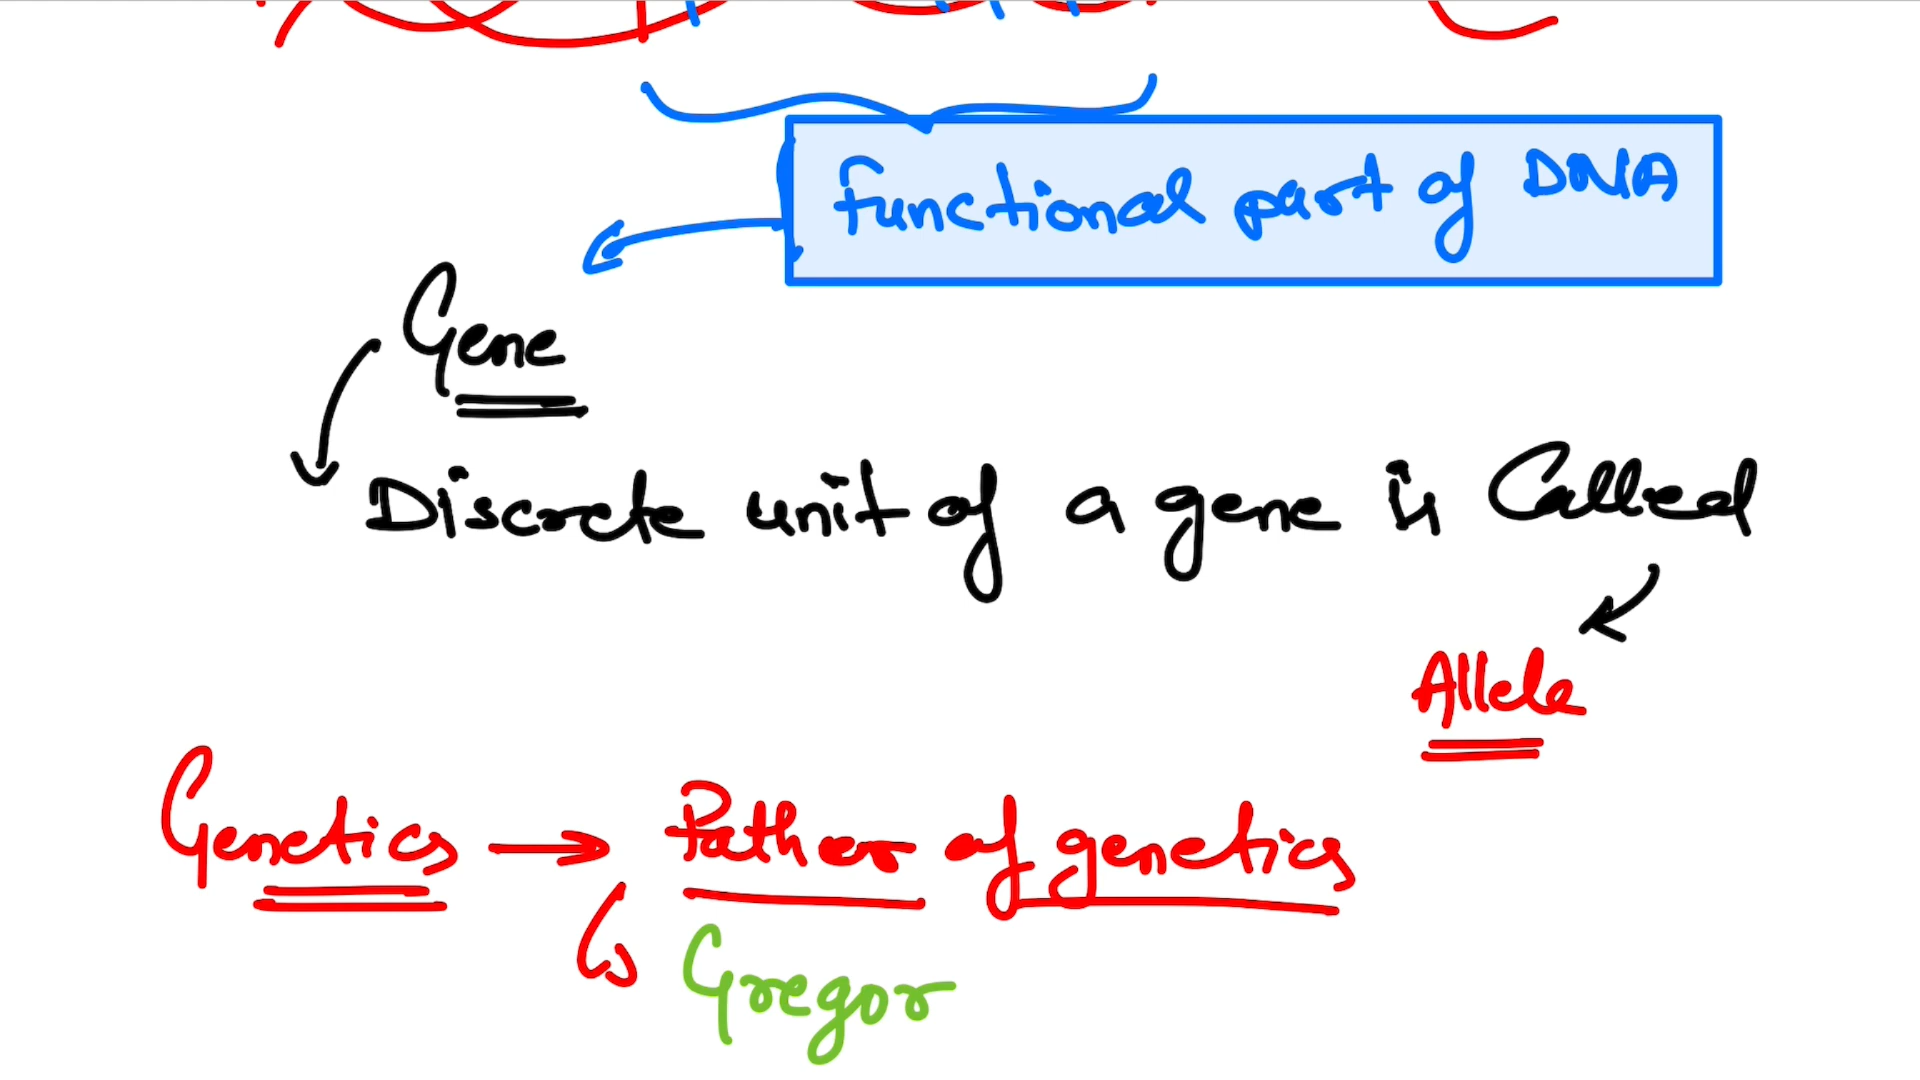 functional part of DNA
Gene
Discrete unit of a gene is Called
Allele
Genetics → Father of genetics
Gregor